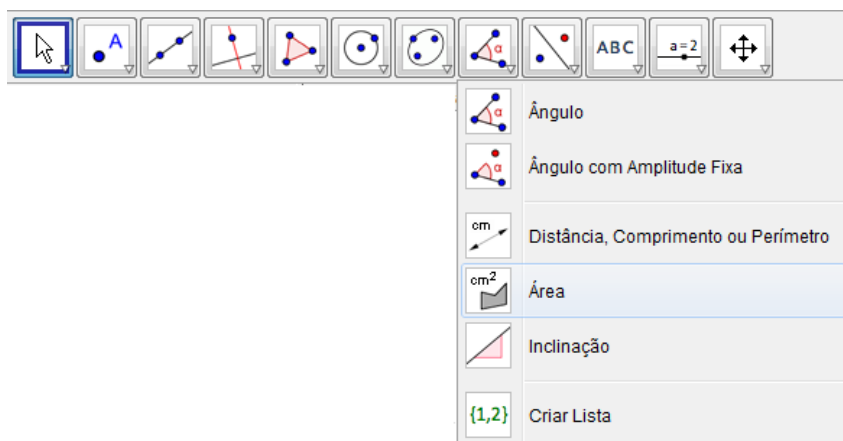 A
α
ABC
a=2
α Ângulo
α Ângulo com Amplitude Fixa
cm Distância, Comprimento ou Perímetro
cm² Área
Inclinação
{1,2} Criar Lista